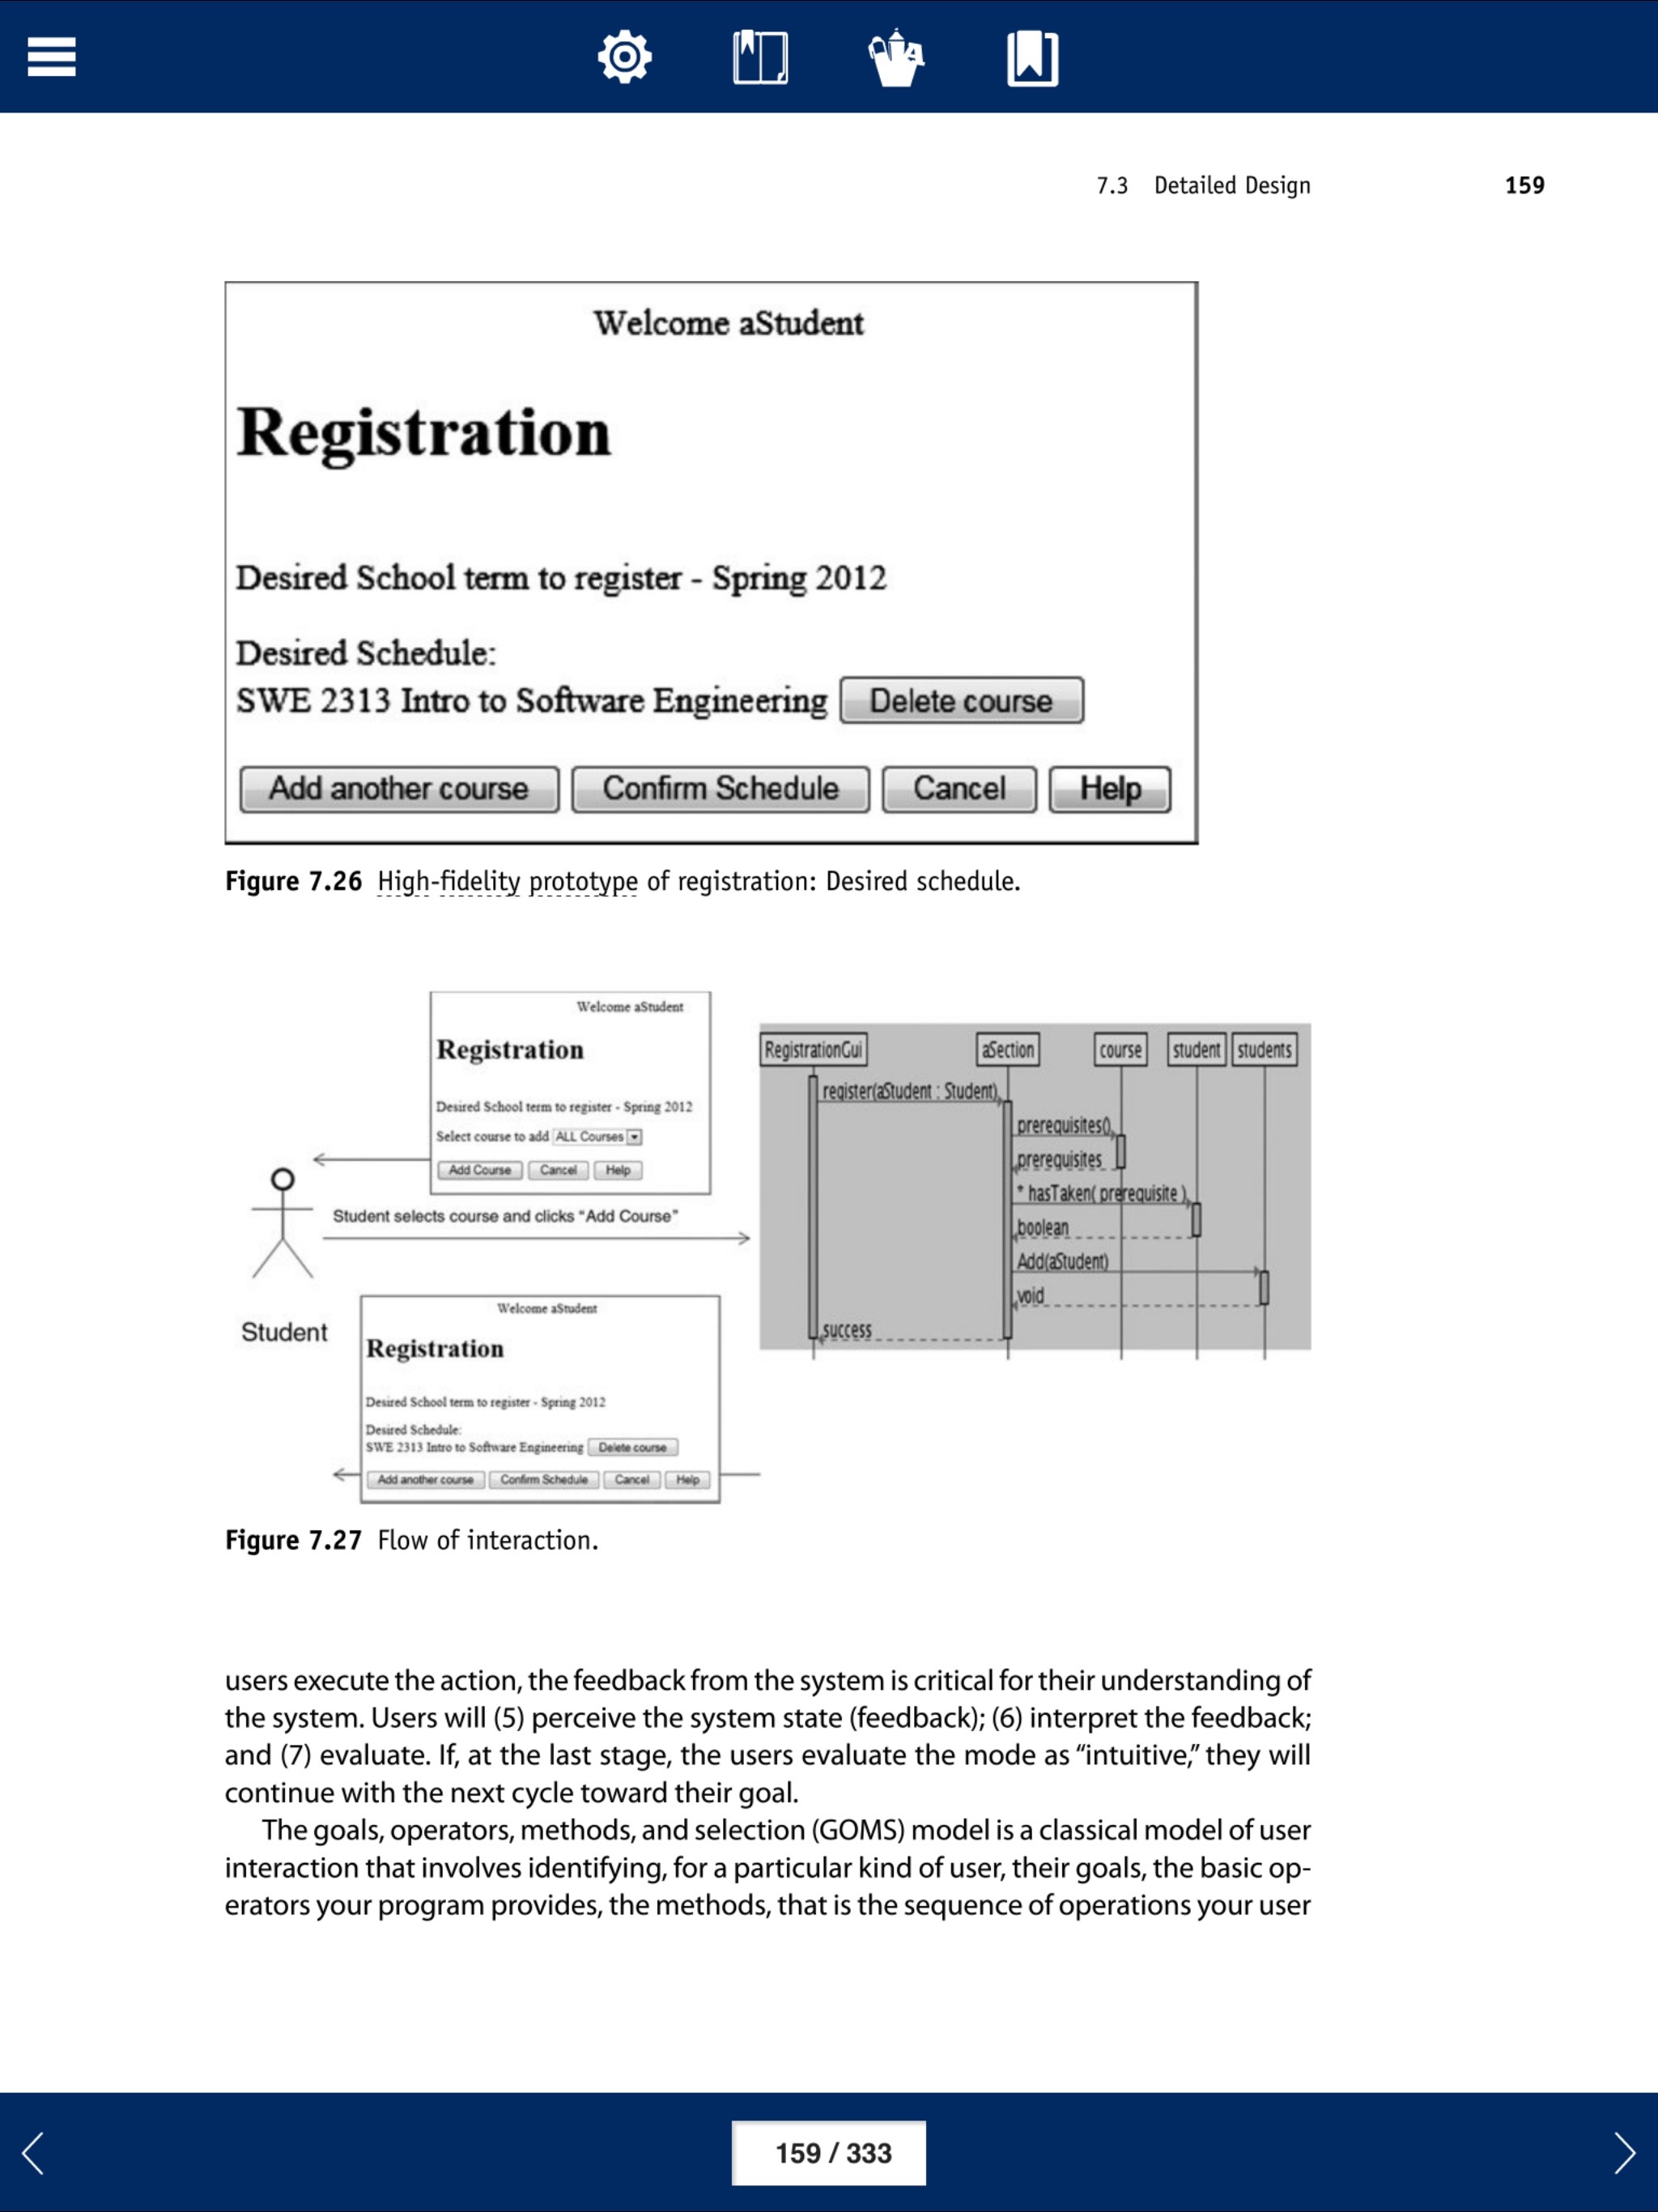 7.3 Detailed Design 159
Welcome aStudent
Registration
Desired School term to register - Spring 2012
Desired Schedule:
SWE 2313 Intro to Software Engineering Delete course
Add another course Confirm Schedule Cancel Help
Figure 7.26 High-fidelity prototype of registration: Desired schedule.
Welcome aStudent
Registration
Desired School term to register - Spring 2012
Select course to add ALL Courses
Add Course Cancel Help
Student selects course and clicks “Add Course”
Student
Welcome aStudent
Registration
Desired School term to register - Spring 2012
Desired Schedule:
SWE 2313 Intro to Software Engineering Delete course
Add another course Confirm Schedule Cancel Help
RegistrationGui aSection course student students
register(aStudent : Student)
prerequisites()
prerequisites
* hasTaken( prerequisite )
boolean
Add(aStudent)
void
success
Figure 7.27 Flow of interaction.
users execute the action, the feedback from the system is critical for their understanding of
the system. Users will (5) perceive the system state (feedback); (6) interpret the feedback;
and (7) evaluate. If, at the last stage, the users evaluate the mode as “intuitive,” they will
continue with the next cycle toward their goal.
The goals, operators, methods, and selection (GOMS) model is a classical model of user
interaction that involves identifying, for a particular kind of user, their goals, the basic op-
erators your program provides, the methods, that is the sequence of operations your user
159 / 333